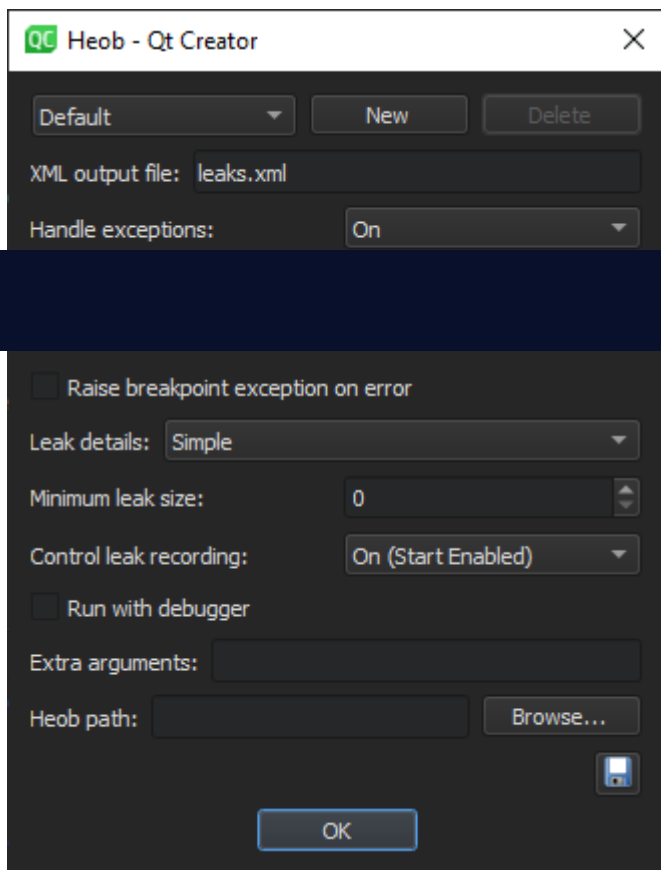 QC Heob - Qt Creator
Default New Delete
XML output file: leaks.xml
Handle exceptions: On
Raise breakpoint exception on error
Leak details: Simple
Minimum leak size: 0
Control leak recording: On (Start Enabled)
Run with debugger
Extra arguments:
Heob path: Browse...
OK